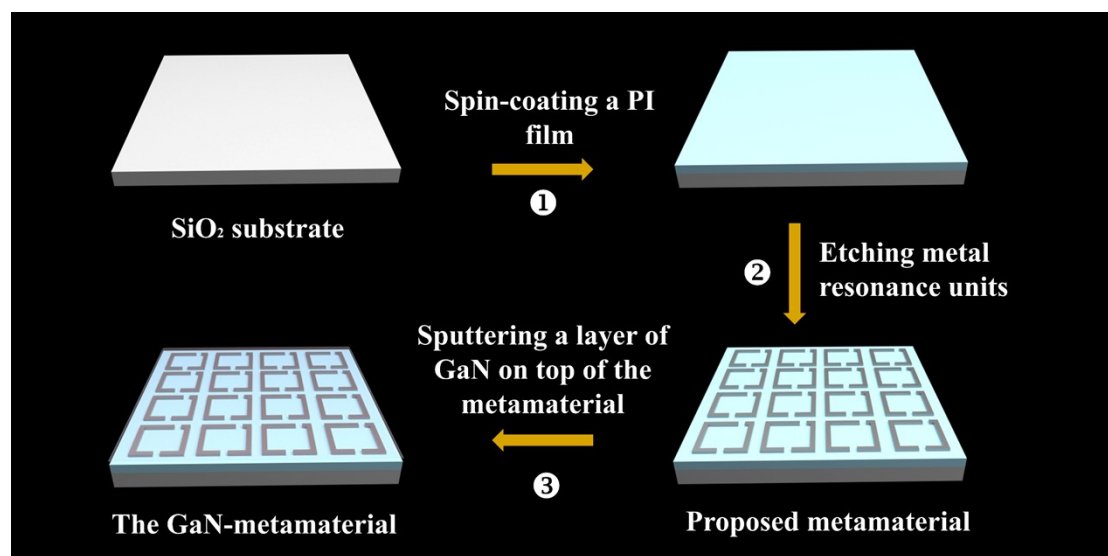 Spin-coating a PI
film
❶
SiO₂ substrate
❷
Etching metal
resonance units
Sputtering a layer of
GaN on top of the
metamaterial
❸
The GaN-metamaterial
Proposed metamaterial